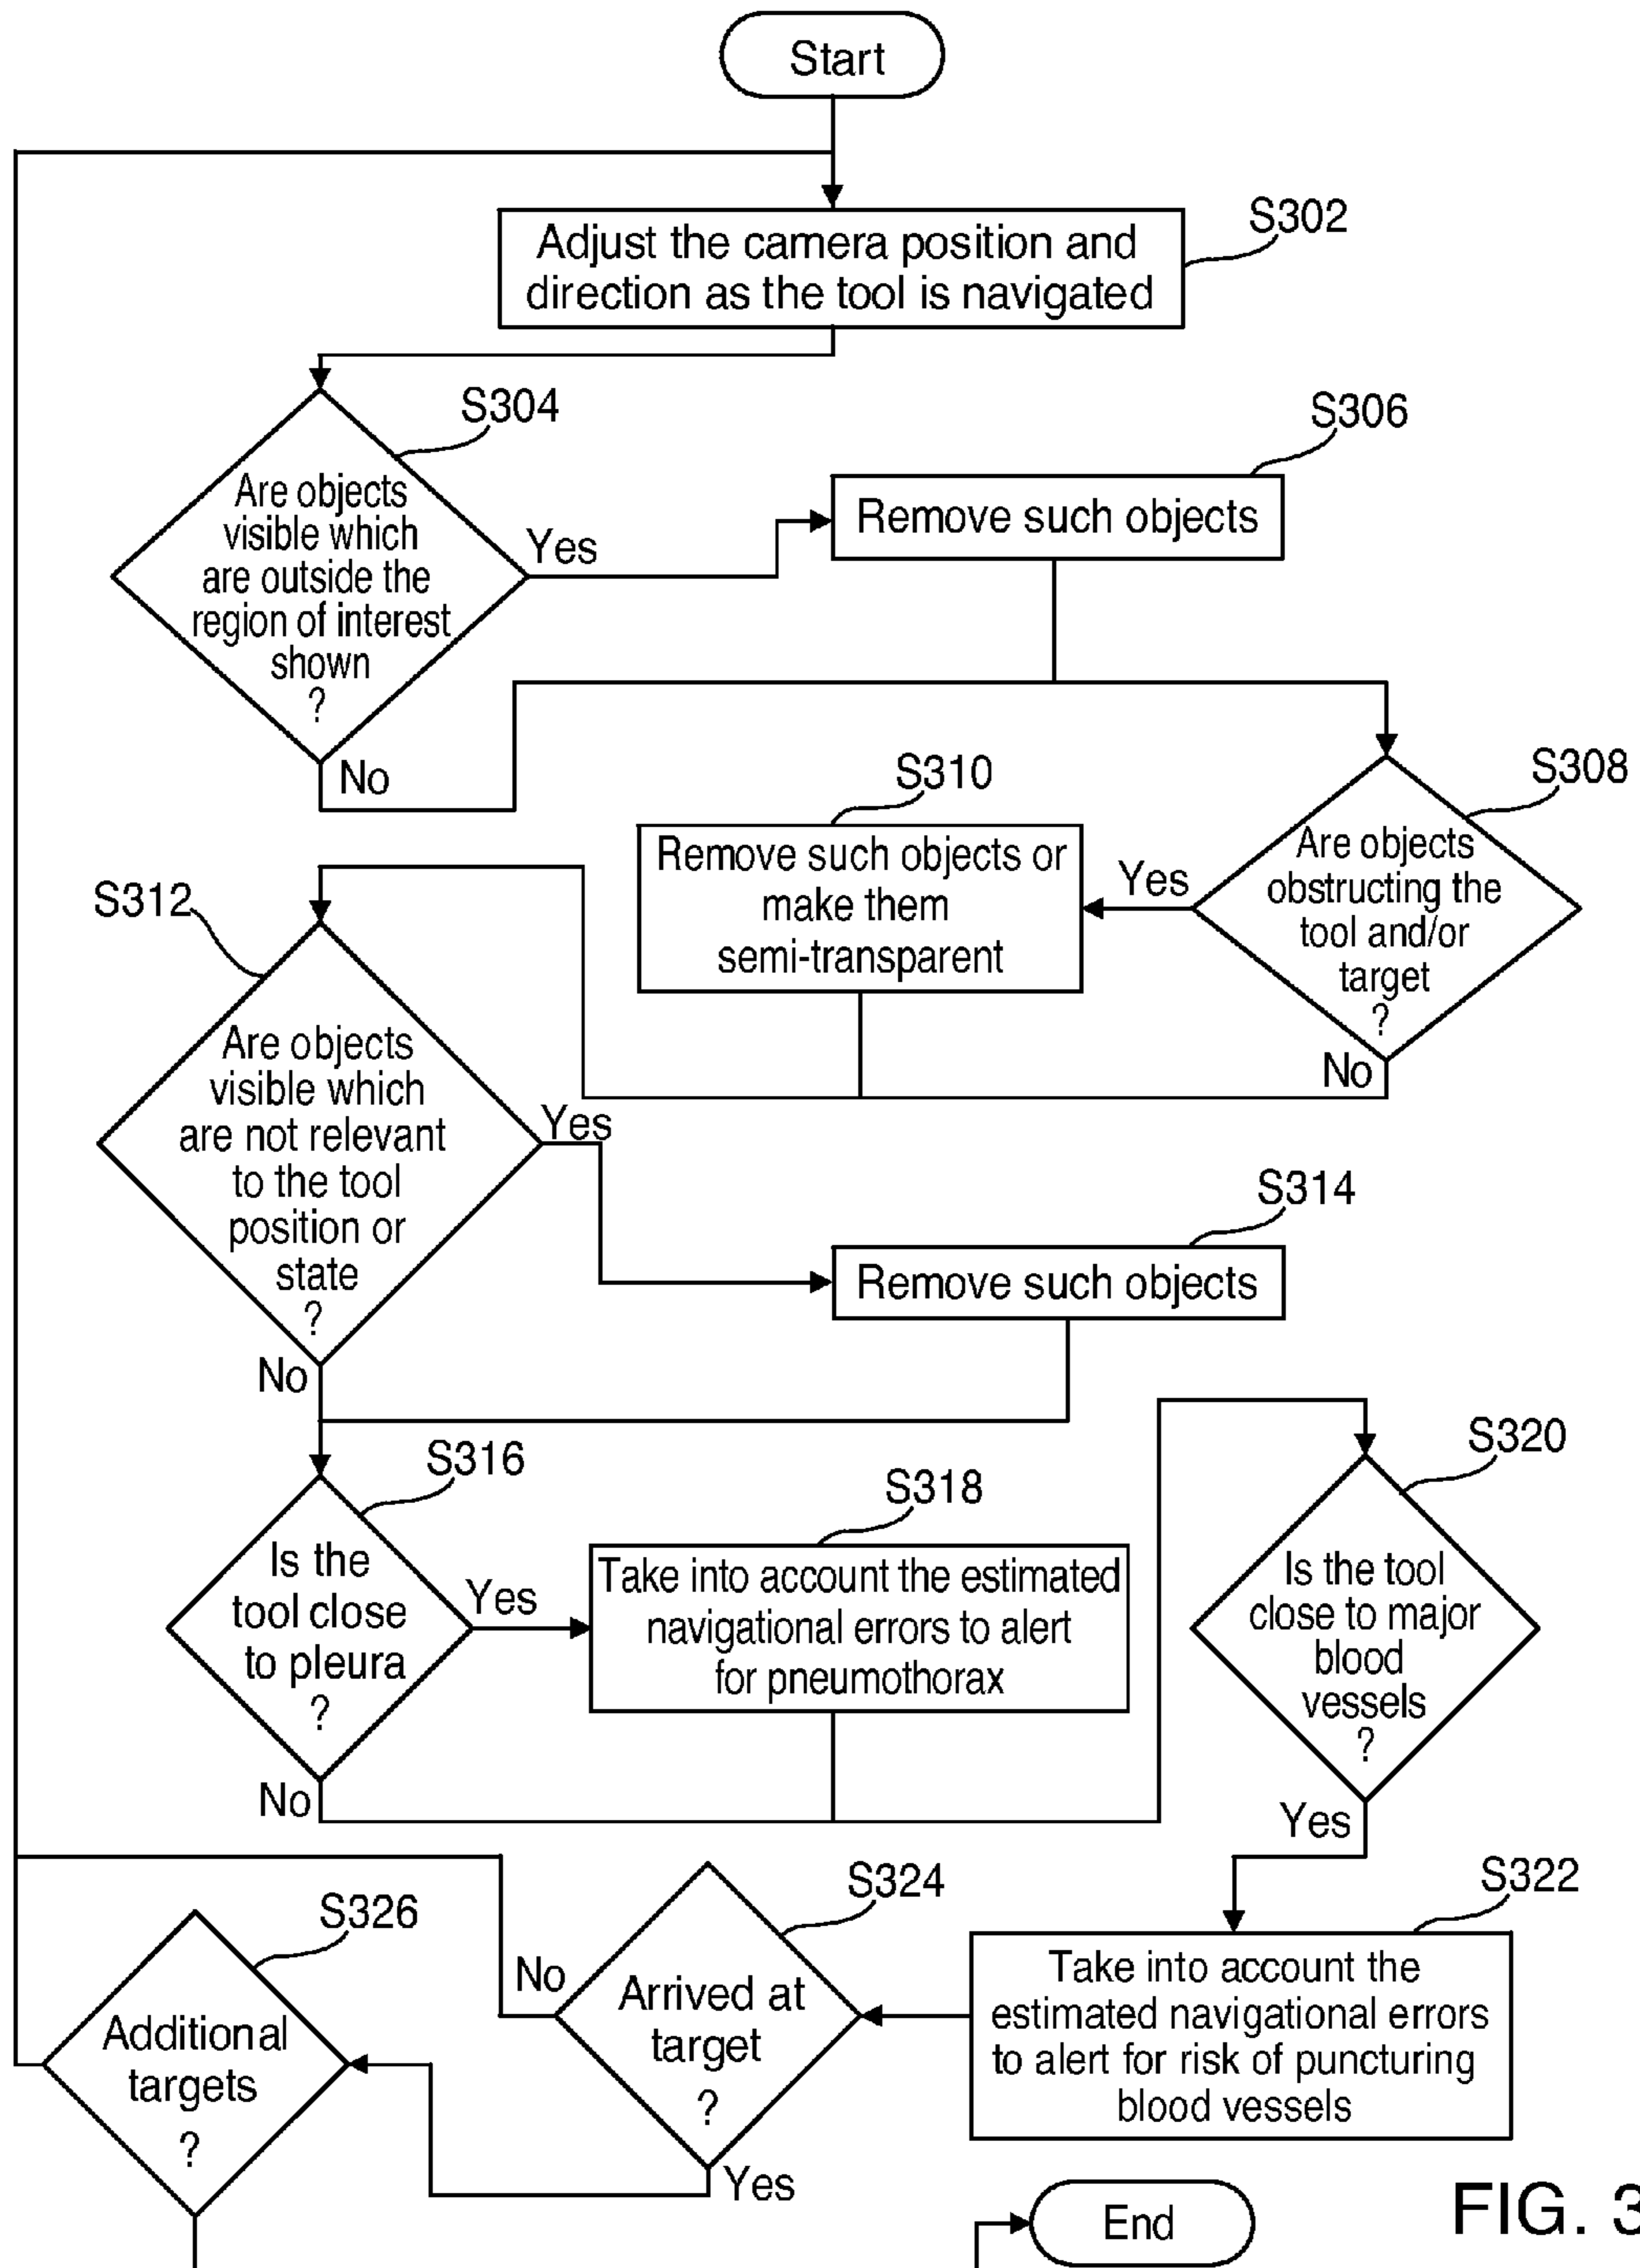 Start
S302
Adjust the camera position and
direction as the tool is navigated
S304
Are objects
visible which
are outside the
region of interest
shown
?
Yes
No
S306
Remove such objects
S308
Are objects
obstructing the
tool and/or
target
?
Yes
No
S310
Remove such objects or
make them
semi-transparent
S312
Are objects
visible which
are not relevant
to the tool
position or
state
?
Yes
No
S314
Remove such objects
S316
Is the
tool close
to pleura
?
Yes
No
S318
Take into account the estimated
navigational errors to alert
for pneumothorax
S320
Is the tool
close to major
blood
vessels
?
Yes
S322
Take into account the
estimated navigational errors
to alert for risk of puncturing
blood vessels
S324
Arrived at
target
?
No
Yes
S326
Additional
targets
?
End
FIG. 3